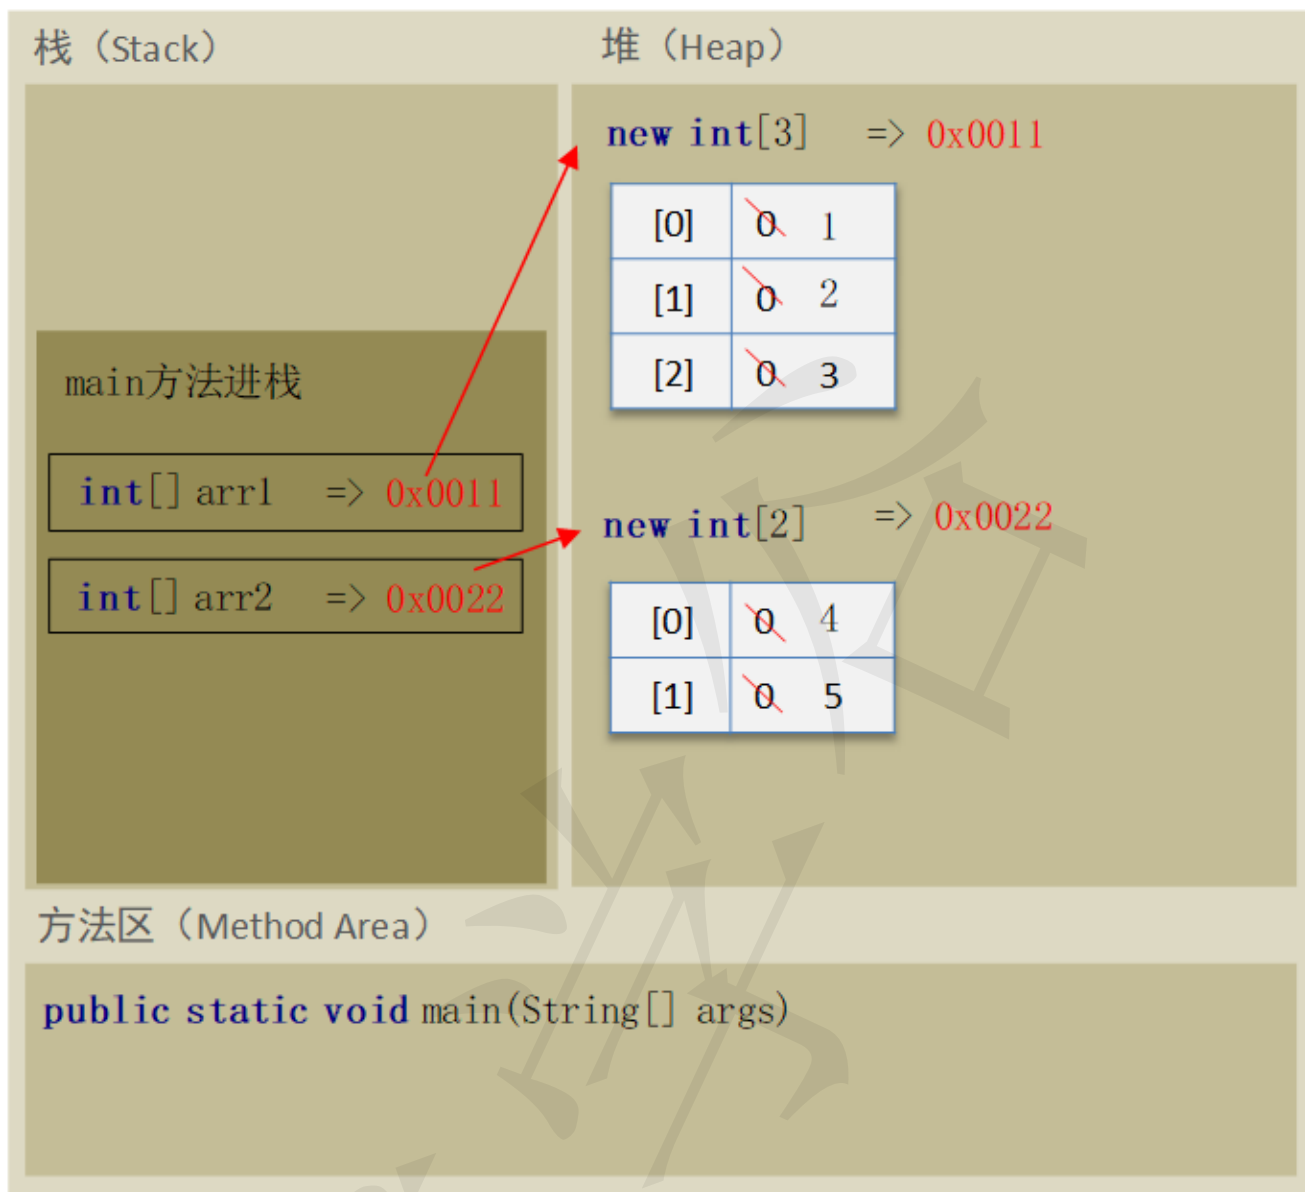 栈（Stack）
堆（Heap）
new int[3] => 0x0011
[0] 0 1
[1] 0 2
[2] 0 3
main方法进栈
int[] arr1 => 0x0011
int[] arr2 => 0x0022
new int[2] => 0x0022
[0] 0 4
[1] 0 5
方法区（Method Area）
public static void main(String[] args)